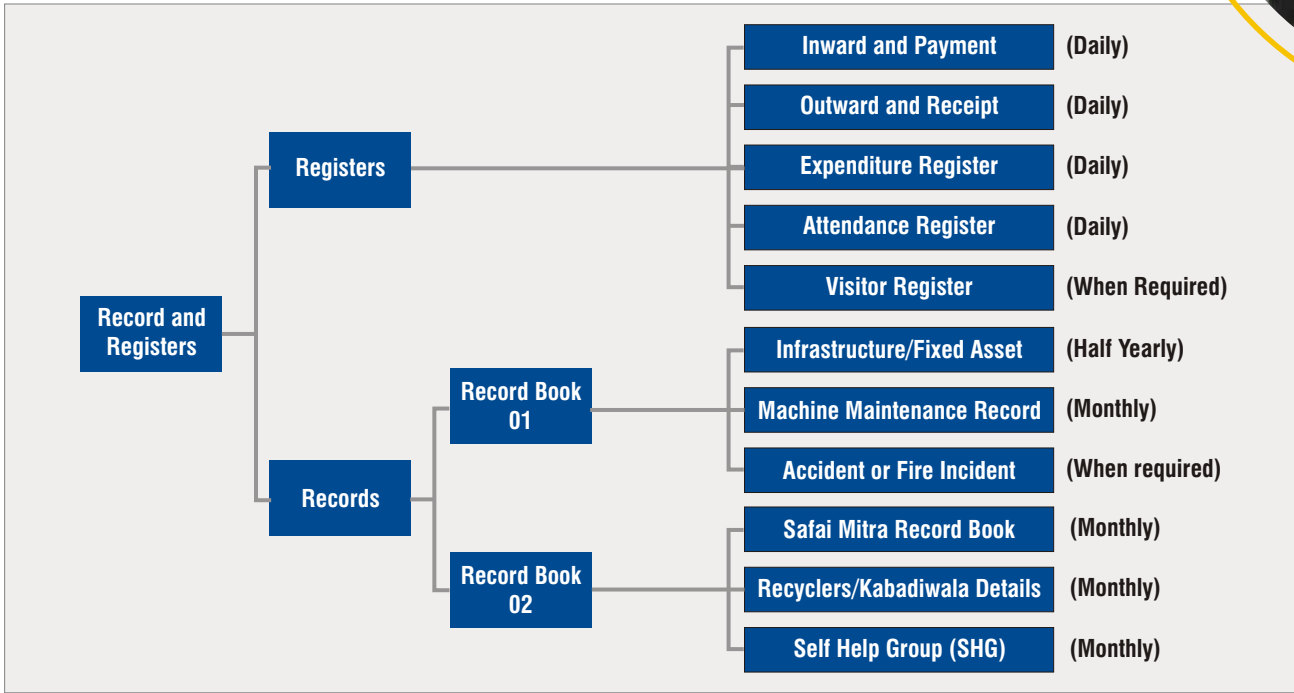 Record and
Registers
Registers
Inward and Payment (Daily)
Outward and Receipt (Daily)
Expenditure Register (Daily)
Attendance Register (Daily)
Visitor Register (When Required)
Records
Record Book
01
Infrastructure/Fixed Asset (Half Yearly)
Machine Maintenance Record (Monthly)
Accident or Fire Incident (When required)
Record Book
02
Safai Mitra Record Book (Monthly)
Recyclers/Kabadiwala Details (Monthly)
Self Help Group (SHG) (Monthly)